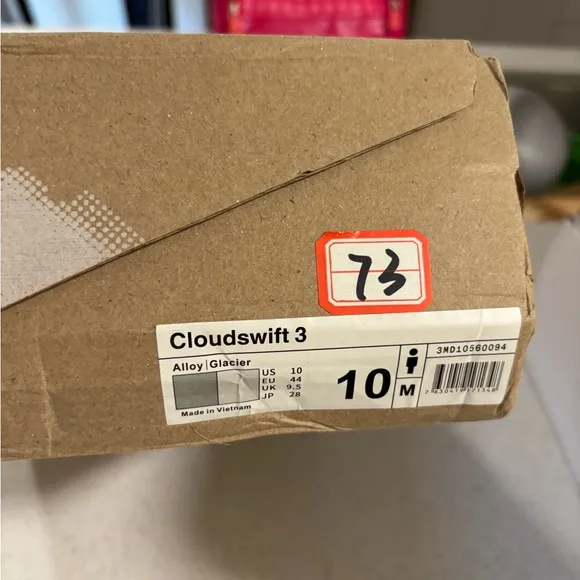 73
Cloudswift 3
Alloy|Glacier
US 10
EU 44
UK 9.5
JP 28
Made in Vietnam
10
M
3MD10560094